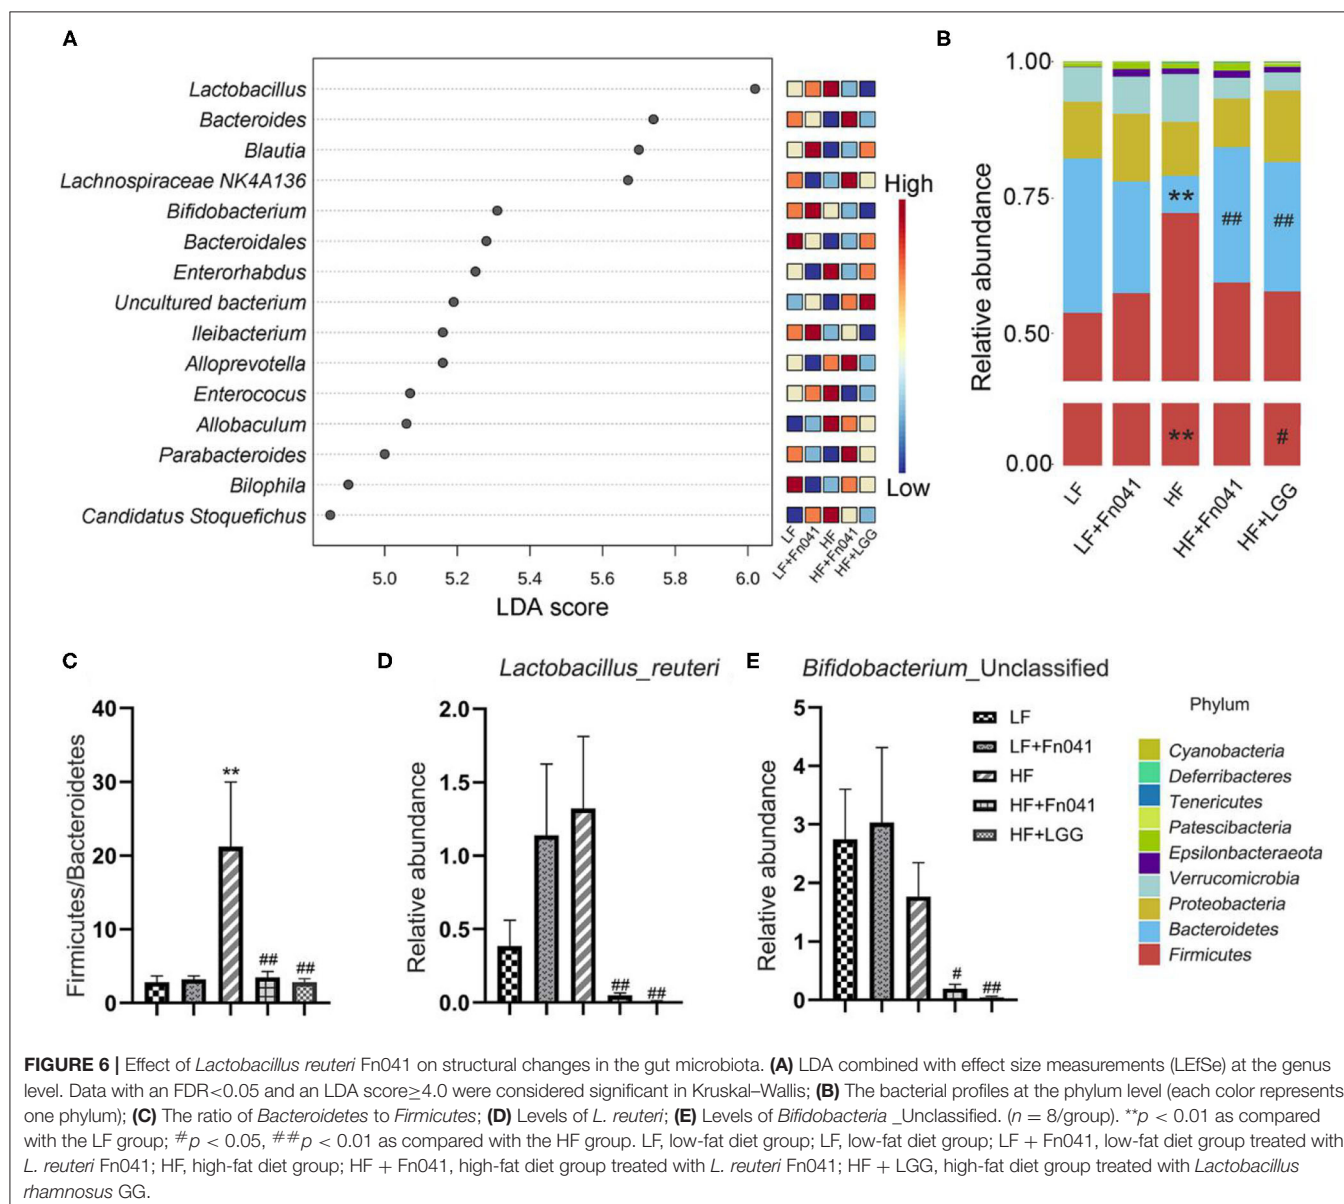 A
Lactobacillus
Bacteroides
Blautia
Lachnospiraceae NK4A136
Bifidobacterium
Bacteroidales
Enterorhabdus
Uncultured bacterium
Ileibacterium
Alloprevotella
Enterococus
Allobaculum
Parabacteroides
Bilophila
Candidatus Stoquefichus
5.0 5.2 5.4 5.6 5.8 6.0
LDA score
LF
LF+Fn041
HF
HF+Fn041
HF+LGG
High
Low
B
Relative abundance
1.00
0.75
0.50
0.00
**
##
##
**
#
LF
LF+Fn041
HF
HF+Fn041
HF+LGG
C
Firmicutes/Bacteroidetes
40
30
20
10
0
**
##
##
D
Lactobacillus_reuteri
Relative abundance
2.0
1.5
1.0
0.5
0.0
##
##
E
Bifidobacterium_Unclassified
Relative abundance
5
4
3
2
1
0
#
##
LF
LF+Fn041
HF
HF+Fn041
HF+LGG
Phylum
Cyanobacteria
Deferribacteres
Tenericutes
Patescibacteria
Epsilonbacteraeota
Verrucomicrobia
Proteobacteria
Bacteroidetes
Firmicutes
FIGURE 6 | Effect of Lactobacillus reuteri Fn041 on structural changes in the gut microbiota. (A) LDA combined with effect size measurements (LEfSe) at the genus
level. Data with an FDR<0.05 and an LDA score≥4.0 were considered significant in Kruskal–Wallis; (B) The bacterial profiles at the phylum level (each color represents
one phylum); (C) The ratio of Bacteroidetes to Firmicutes; (D) Levels of L. reuteri; (E) Levels of Bifidobacteria _Unclassified. (n = 8/group). **p < 0.01 as compared
with the LF group; #p < 0.05, ##p < 0.01 as compared with the HF group. LF, low-fat diet group; LF, low-fat diet group; LF + Fn041, low-fat diet group treated with
L. reuteri Fn041; HF, high-fat diet group; HF + Fn041, high-fat diet group treated with L. reuteri Fn041; HF + LGG, high-fat diet group treated with Lactobacillus
rhamnosus GG.